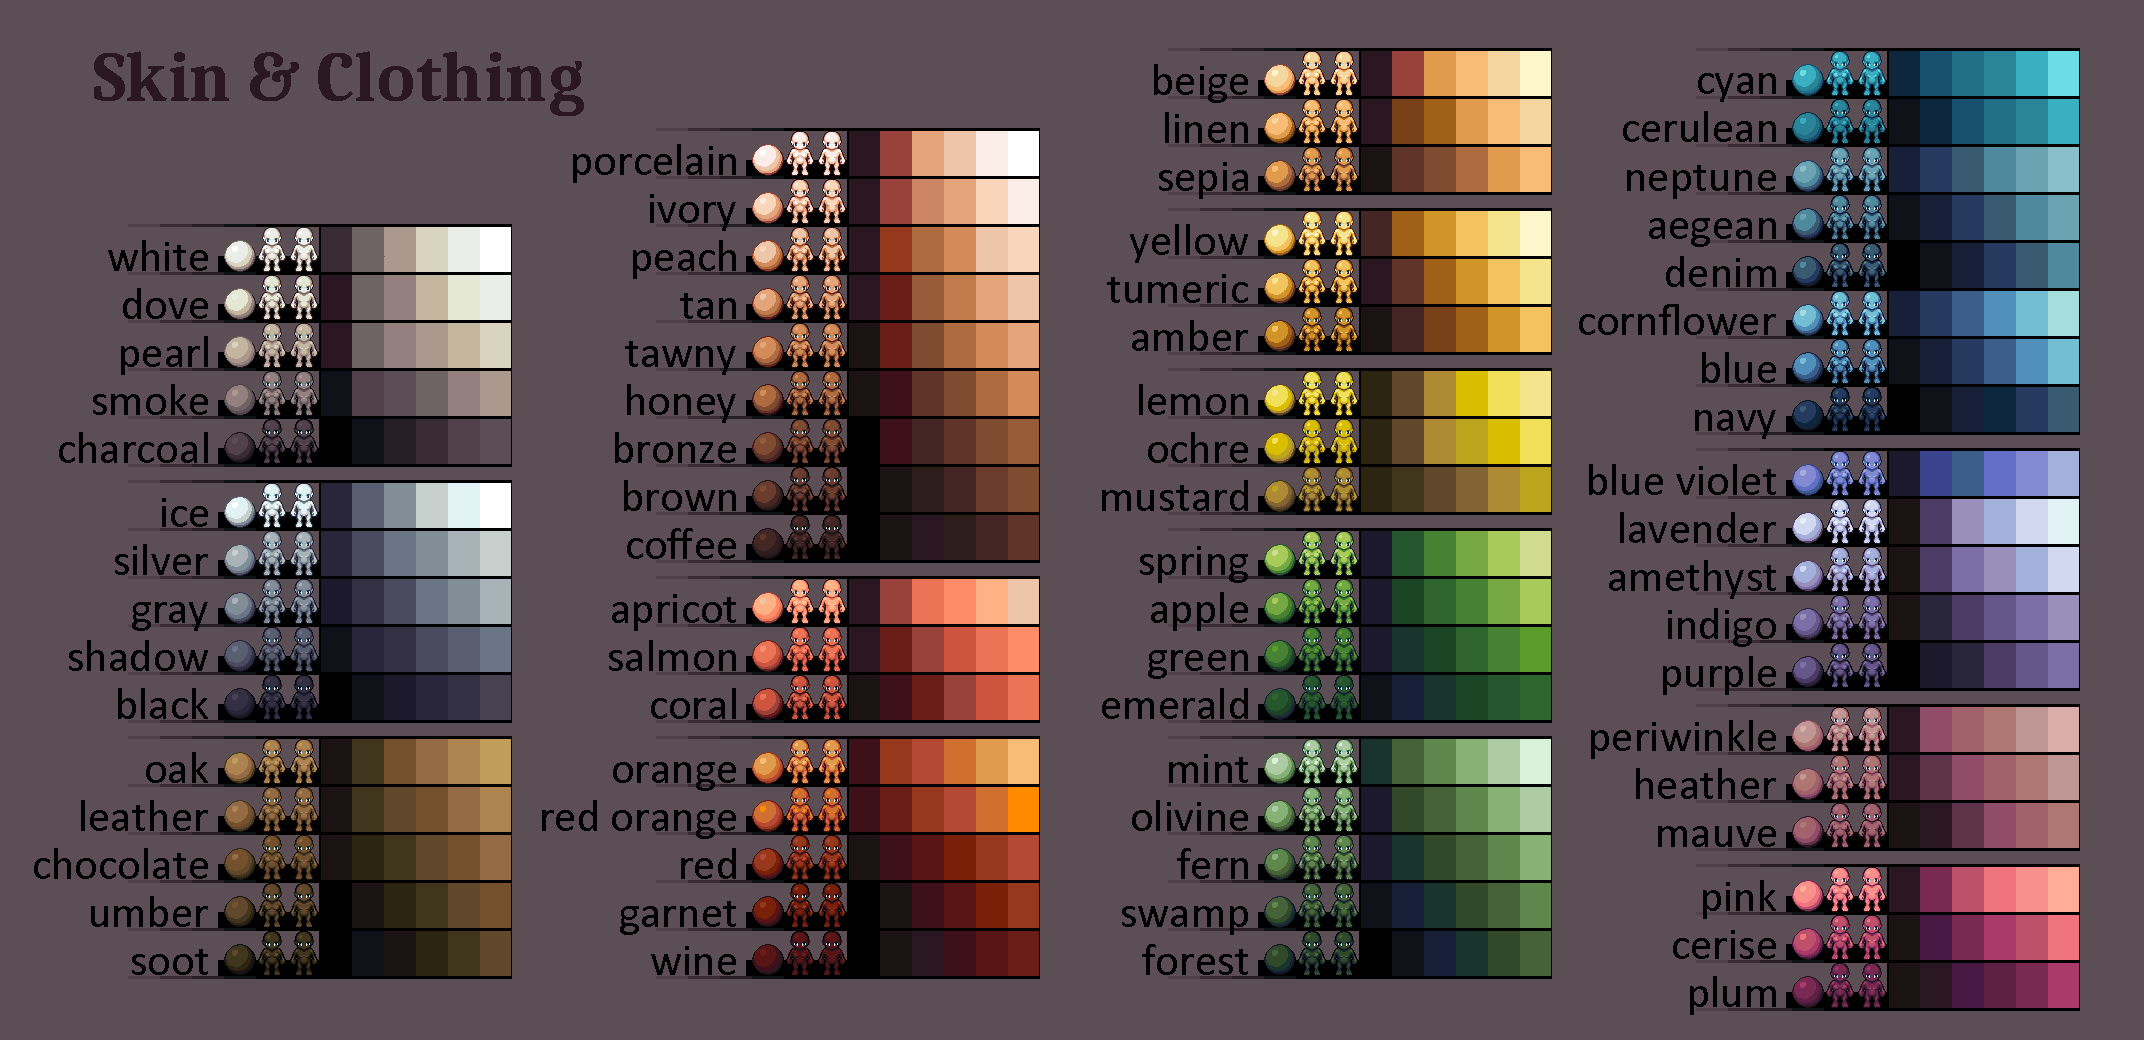 Skin & Clothing
white
dove
pearl
smoke
charcoal
ice
silver
gray
shadow
black
oak
leather
chocolate
umber
soot
porcelain
ivory
peach
tan
tawny
honey
bronze
brown
coffee
apricot
salmon
coral
orange
red orange
red
garnet
wine
beige
linen
sepia
yellow
tumeric
amber
lemon
ochre
mustard
spring
apple
green
emerald
mint
olivine
fern
swamp
forest
cyan
cerulean
neptune
aegean
denim
cornflower
blue
navy
blue violet
lavender
amethyst
indigo
purple
periwinkle
heather
mauve
pink
cerise
plum